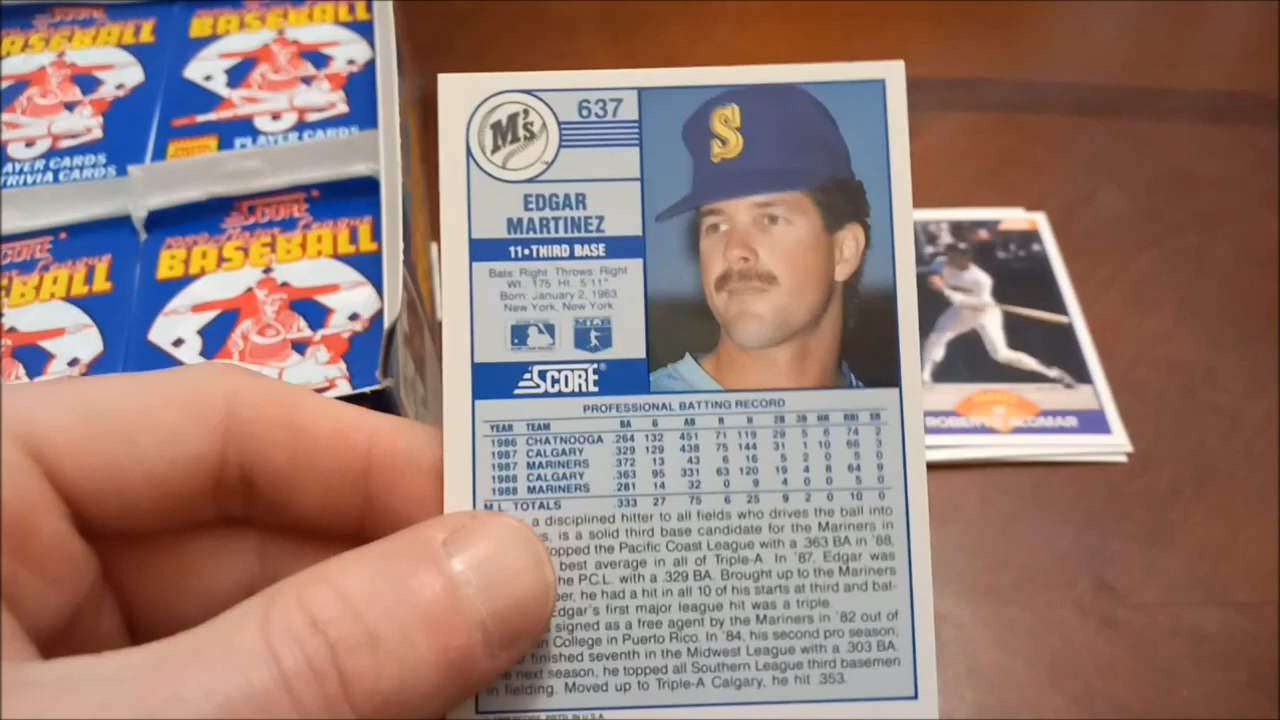 SCORE
BASEBALL
BASEBALL
AYER CARDS
TRIVIA CARDS
PLAYER CARDS
SCORE
BASEBALL
BALL
M's
637
EDGAR
MARTINEZ
11•THIRD BASE
Bats: Right Throws: Right
Wt.: 175 Ht.: 5'11"
Born: January 2, 1963
New York, New York
MLB
SCORE®
S
PROFESSIONAL BATTING RECORD
YEAR TEAM BA G AB R H 2B 3B HR RBI SB
1986 CHATNOOGA .264 132 451 71 119 29 5 6 74 2
1987 CALGARY .329 129 438 75 144 31 1 10 66 3
1987 MARINERS .372 13 43 6 16 5 2 0 5 0
1988 CALGARY .363 95 331 63 120 19 4 8 64 9
1988 MARINERS .281 14 32 0 9 4 0 0 5 0
M.L. TOTALS .333 27 75 6 25 9 2 0 10 0
a disciplined hitter to all fields who drives the ball into
s, is a solid third base candidate for the Mariners in
topped the Pacific Coast League with a .363 BA in '88,
best average in all of Triple-A. In '87, Edgar was
he P.C.L. with a .329 BA. Brought up to the Mariners
er, he had a hit in all 10 of his starts at third and bat-
Edgar's first major league hit was a triple.
signed as a free agent by the Mariners in '82 out of
an College in Puerto Rico. In '84, his second pro season,
finished seventh in the Midwest League with a .303 BA.
e next season, he topped all Southern League third basemen
in fielding. Moved up to Triple-A Calgary, he hit .353.